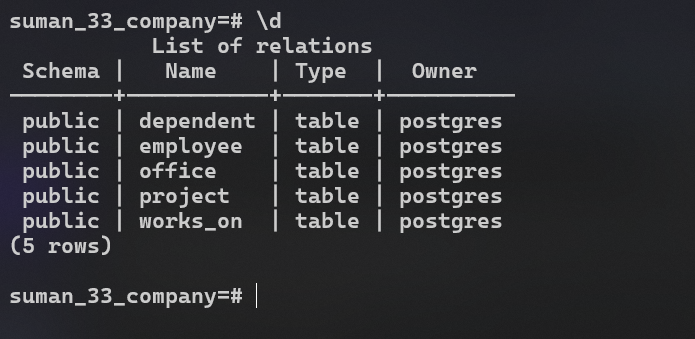 suman_33_company=# \d
List of relations
Schema | Name | Type | Owner
--------+-----------+-------+----------
public | dependent | table | postgres
public | employee | table | postgres
public | office | table | postgres
public | project | table | postgres
public | works_on | table | postgres
(5 rows)
suman_33_company=#